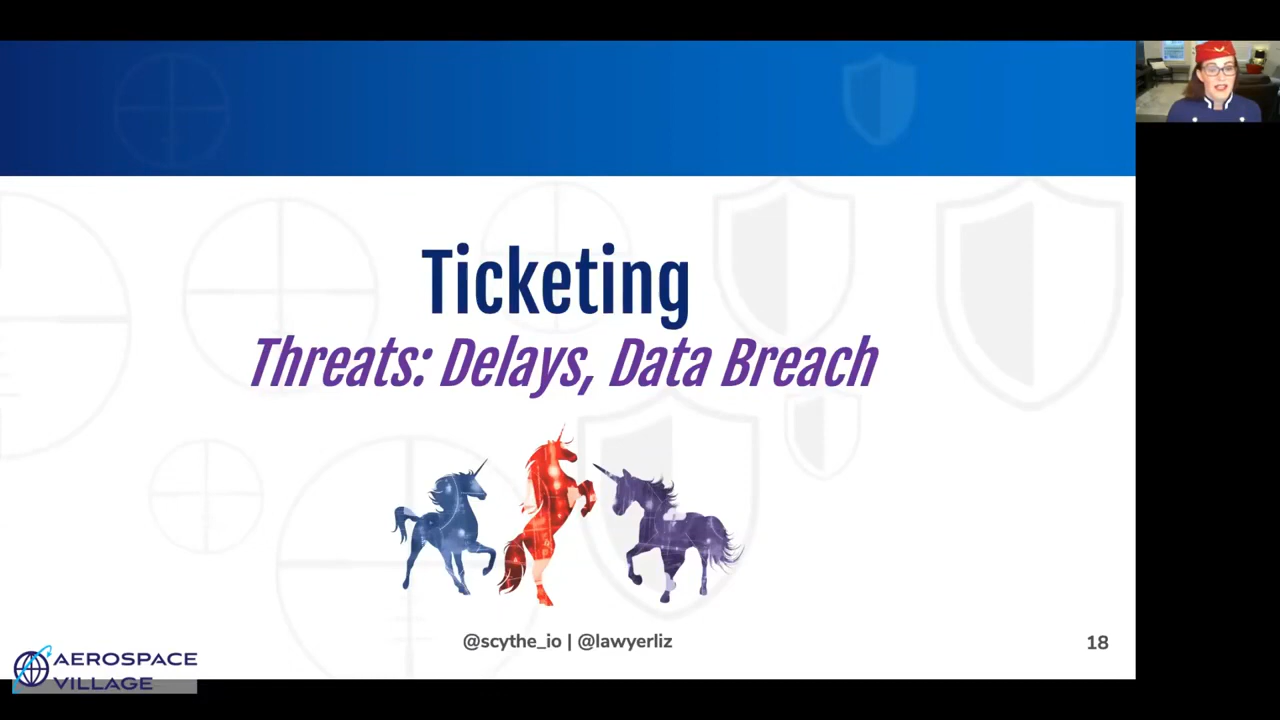 Ticketing
Threats: Delays, Data Breach
@scythe_io | @lawyerliz
18
AEROSPACE
VILLAGE